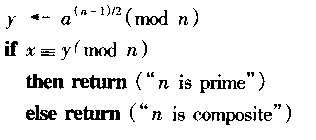 y ← a^{(n-1)/2} (mod n)
if x ≡ y (mod n)
then return ("n is prime")
else return ("n is composite")